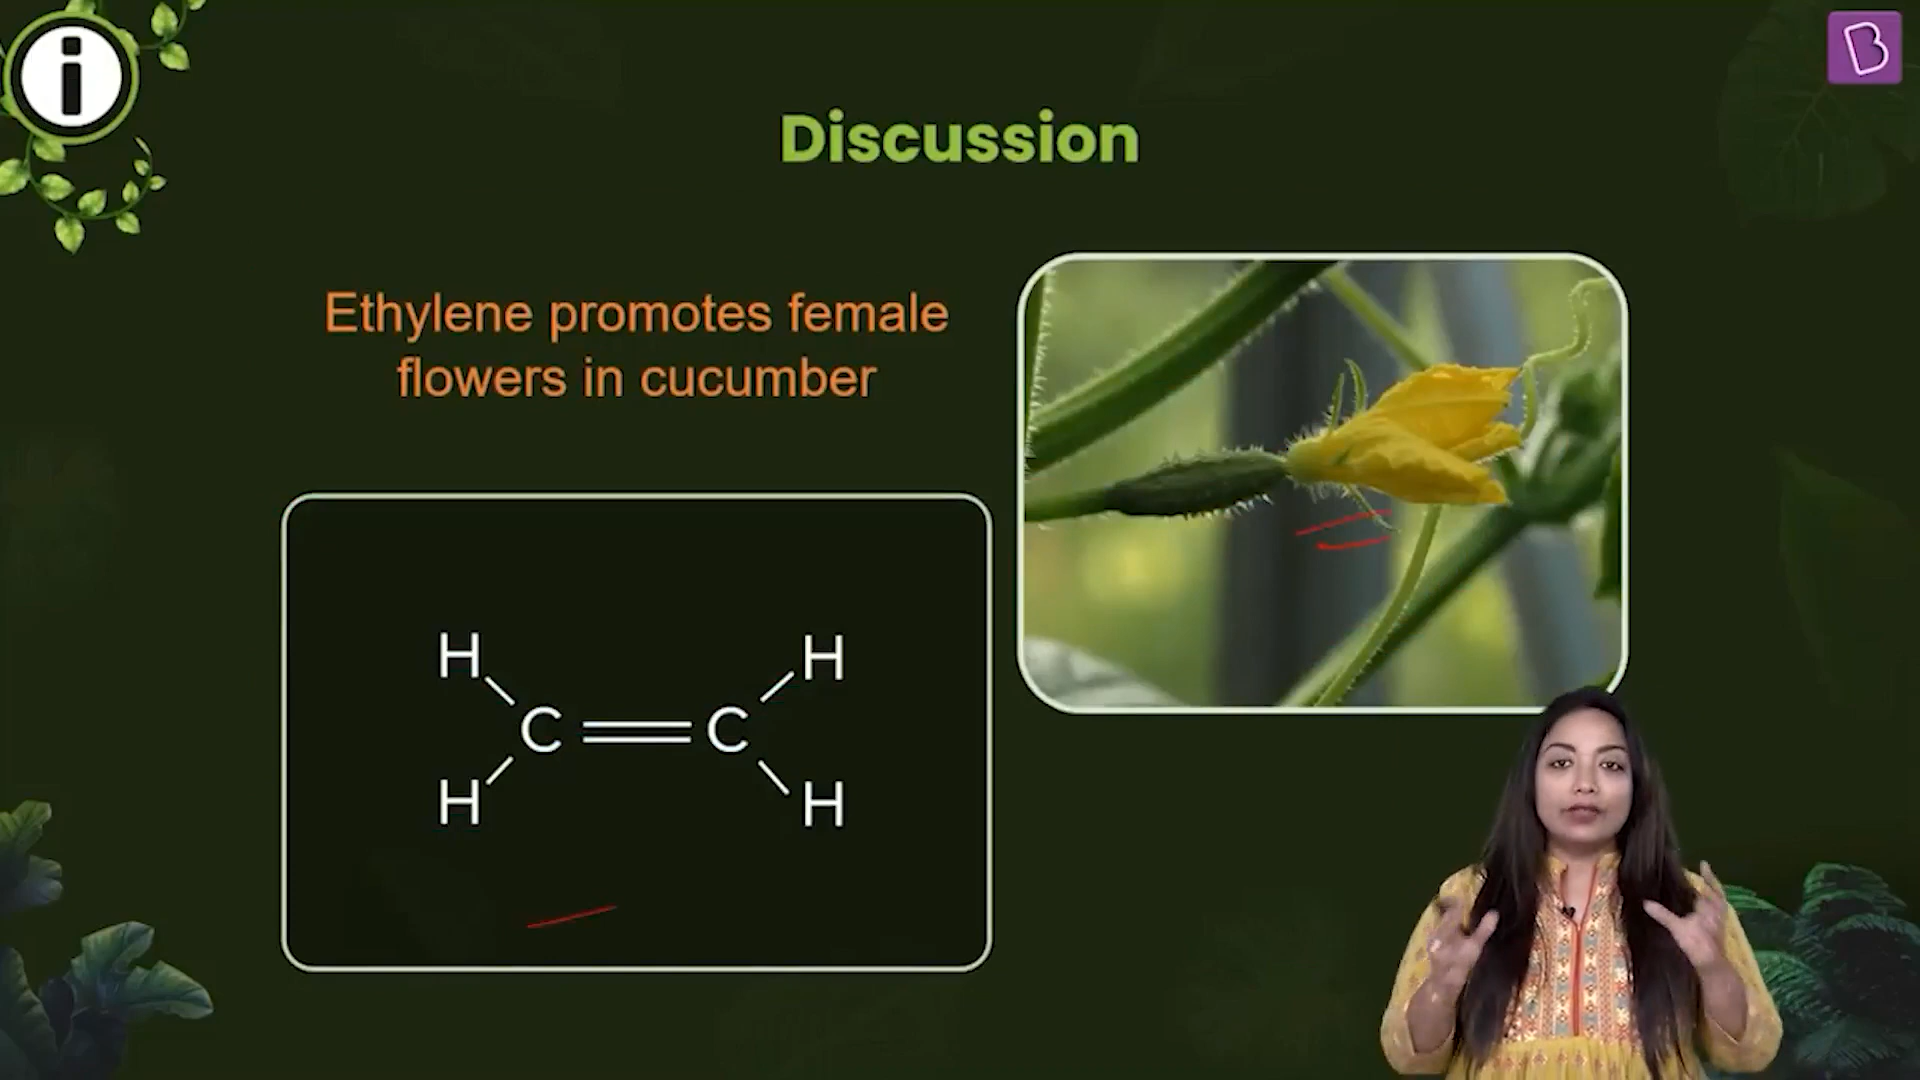 i
B
Discussion
Ethylene promotes female
flowers in cucumber
H H
C C
H H